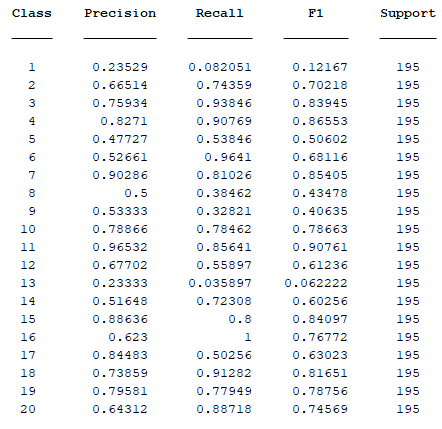 Class Precision Recall F1 Support
1 0.23529 0.082051 0.12167 195
2 0.66514 0.74359 0.70218 195
3 0.75934 0.93846 0.83945 195
4 0.8271 0.90769 0.86553 195
5 0.47727 0.53846 0.50602 195
6 0.52661 0.9641 0.68116 195
7 0.90286 0.81026 0.85405 195
8 0.5 0.38462 0.43478 195
9 0.53333 0.32821 0.40635 195
10 0.78866 0.78462 0.78663 195
11 0.96532 0.85641 0.90761 195
12 0.67702 0.55897 0.61236 195
13 0.23333 0.035897 0.062222 195
14 0.51648 0.72308 0.60256 195
15 0.88636 0.8 0.84097 195
16 0.623 1 0.76772 195
17 0.84483 0.50256 0.63023 195
18 0.73859 0.91282 0.81651 195
19 0.79581 0.77949 0.78756 195
20 0.64312 0.88718 0.74569 195